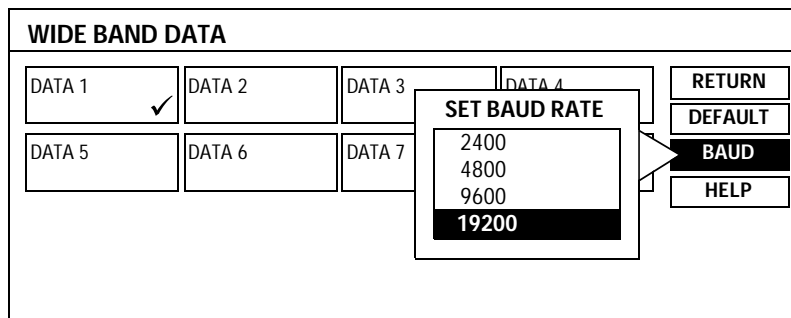 WIDE BAND DATA
DATA 1
DATA 2
DATA 3
DATA 4
DATA 5
DATA 6
DATA 7
SET BAUD RATE
2400
4800
9600
19200
RETURN
DEFAULT
BAUD
HELP